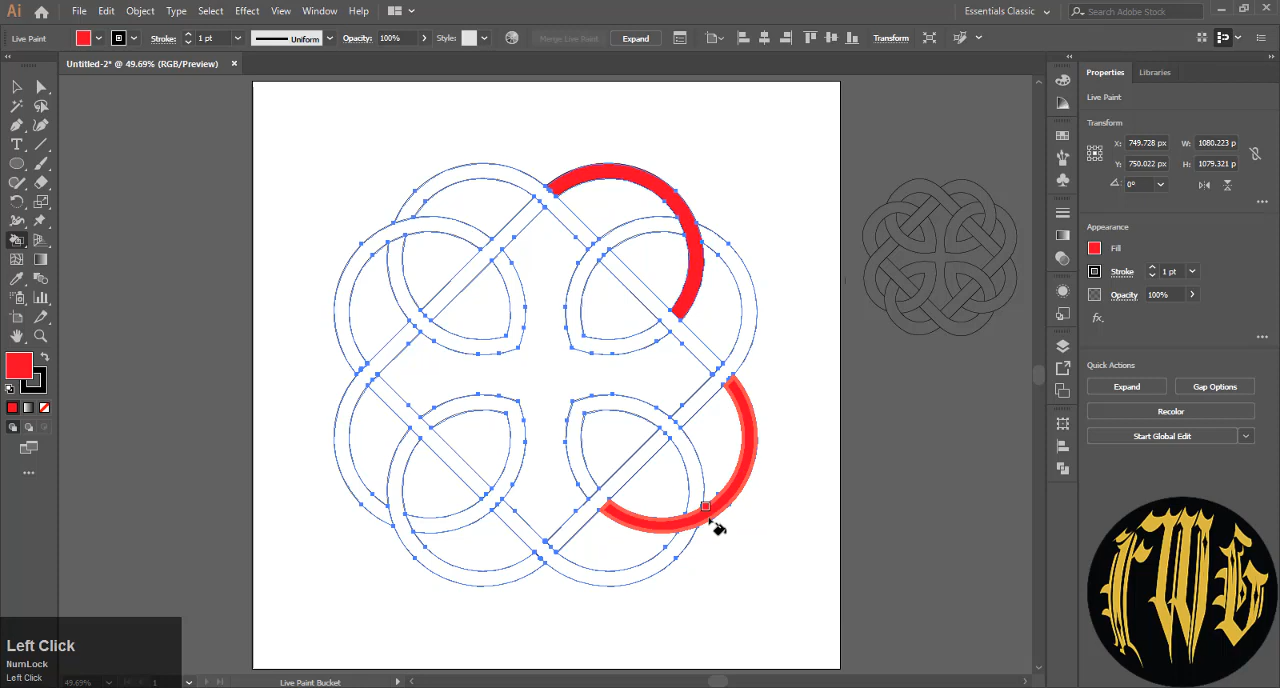 Ai File Edit Object Type Select Effect View Window Help Essentials Classic Search Adobe Stock
Live Paint Stroke: 1 pt Uniform Opacity: 100% Style: Merge Live Paint Expand Transform
Untitled-2* @ 49.69% (RGB/Preview) ×
Properties Libraries
Live Paint
Transform
X: 749.728 px W: 1080.223 p
Y: 750.022 px H: 1079.321 p
0°
Appearance
Fill
Stroke 1 pt
Opacity 100%
fx.
Quick Actions
Expand Gap Options
Recolor
Start Global Edit
Left Click
NumLock
Left Click
49.69% 1 Live Paint Bucket